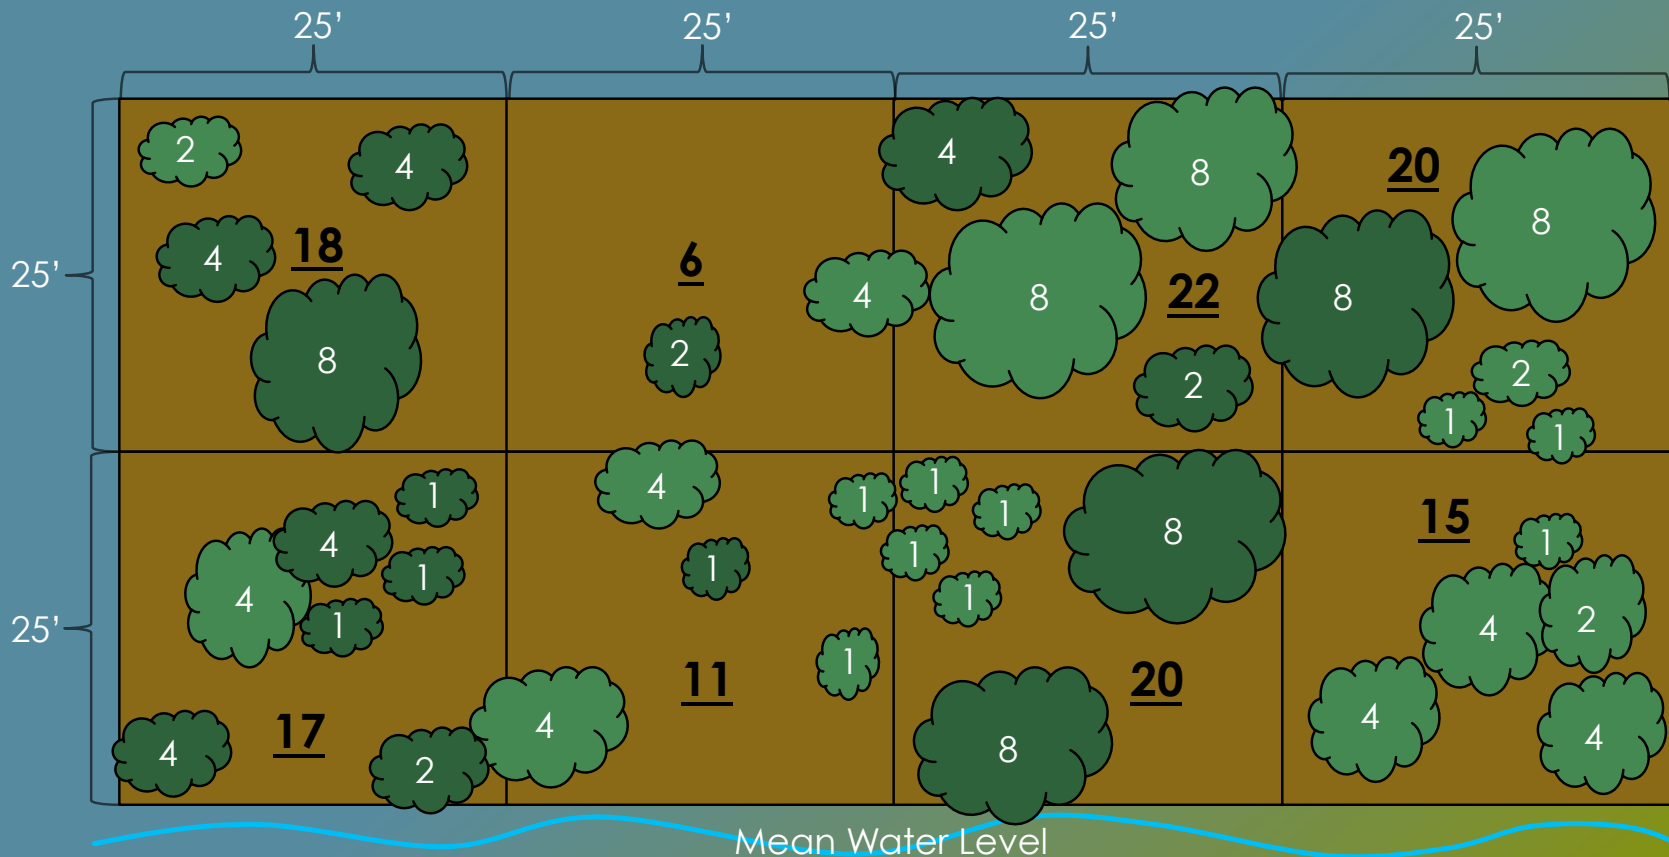 25’ 25’ 25’ 25’
2 4 4 8 20
4 18 6 8
25’ 4 8 22 8
8 2 2 2
1 1
1 4 1 1 8 15
4 1 1 1 1
4 1 1 1 4 2
25’ 1 11 20
4 17 2 4 8 4 4
Mean Water Level